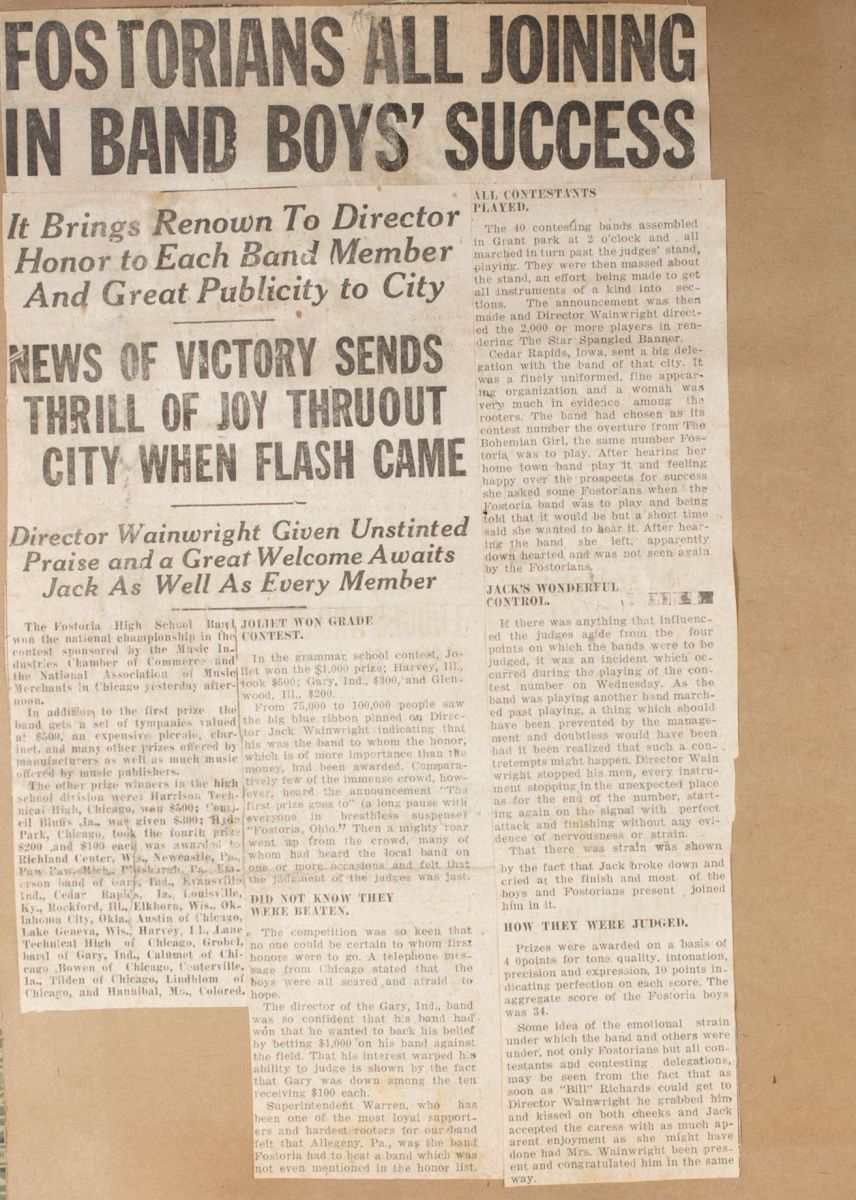 FOSTORIANS ALL JOINING
IN BAND BOYS' SUCCESS
It Brings Renown To Director
Honor to Each Band Member
And Great Publicity to City
NEWS OF VICTORY SENDS
THRILL OF JOY THRUOUT
CITY WHEN FLASH CAME
Director Wainwright Given Unstinted
Praise and a Great Welcome Awaits
Jack As Well As Every Member
The Fostoria High School Band
won the national championship in the
contest sponsored by the Music In-
dustries Chamber of Commerce and
the National Association of Music
Merchants in Chicago yesterday after-
noon.
In addition to the first prize the
band gets a set of tympanies valued
at $500, an expensive piccolo, clar-
inet, and many other prizes offered by
manufacturers as well as much music
offered by music publishers.
The other prize winners in the high
school division were: Harrison Tech-
nical High, Chicago, won $500; Coun-
cil Bluffs, Ia., was given $300; Hyde
Park, Chicago, took the fourth prize
$200 and $100 each was awarded to
Richland Center, Wis., Newcastle, Pa.,
Paw Paw, Mich., Pittsburgh, Pa., Em-
erson band of Gary, Ind., Evansville,
Ind., Cedar Rapids, Ia., Louisville,
Ky., Rockford, Ill., Elkhorn, Wis., Ok-
lahoma City, Okla., Austin of Chicago,
Lake Geneva, Wis., Harvey, Ill., Lane
Technical High of Chicago, Grobel,
band of Gary, Ind., Calumet of Chi-
cago, Bowen of Chicago, Centerville,
Ia., Tilden of Chicago, Lindblom of
Chicago, and Hannibal, Mo., Colored.
JOLIET WON GRADE
CONTEST.
In the grammar school contest, Jo-
liet won the $1,000 prize; Harvey, Ill.,
took $500; Gary, Ind., $300, and Glen-
wood, Ill., $200.
From 75,000 to 100,000 people saw
the big blue ribbon pinned on Direc-
tor Jack Wainwright indicating that
his was the band to whom the honor,
which is of more importance than the
money, had been awarded. Compara-
tively few of the immense crowd, how-
ever, heard the announcement "The
first prize goes to" (a long pause with
everyone in breathless suspense)
"Fostoria, Ohio." Then a mighty roar
went up from the crowd, many of
whom had heard the local band on
one or more occasions and felt that
the judgment of the judges was just.
DID NOT KNOW THEY
WERE BEATEN.
The competition was so keen that
no one could be certain to whom first
honors were to go. A telephone mes-
sage from Chicago stated that the
boys were all scared and afraid to
hope.
The director of the Gary, Ind., band
was so confident that his band had
won that he wanted to back his belief
by betting $1,000 on his band against
the field. That his interest warped his
ability to judge is shown by the fact
that Gary was down among the ten
receiving $100 each.
Superintendent Warren, who has
been one of the most loyal support-
ers and hardest rooters for our band
felt that Allegeny, Pa., was the band
Fostoria had to beat a band which was
not even mentioned in the honor list.
ALL CONTESTANTS
PLAYED.
The 40 contesting bands assembled
in Grant park at 2 o'clock and all
marched in turn past the judges' stand,
playing. They were then massed about
the stand, an effort being made to get
all instruments of a kind into sec-
tions. The announcement was then
made and Director Wainwright direct-
ed the 2,000 or more players in ren-
dering The Star Spangled Banner.
Cedar Rapids, Iowa, sent a big dele-
gation with the band of that city. It
was a finely uniformed, fine appear-
ing organization and a womah was
very much in evidence among the
rooters. The band had chosen as its
contest number the overture from The
Bohemian Girl, the same number Fos-
toria was to play. After hearing her
home town band play it and feeling
happy over the prospects for success
she asked some Fostorians when the
Fostoria band was to play and being
told that it would be but a short time
said she wanted to hear it. After hear-
ing the band she left, apparently
down hearted and was not seen again
by the Fostorians.
JACK'S WONDERFUL
CONTROL.
If there was anything that influenc-
ed the judges aside from the four
points on which the bands were to be
judged, it was an incident which oc-
curred during the playing of the con-
test number on Wednesday. As the
band was playing another band march-
ed past playing, a thing which should
have been prevented by the manage-
ment and doubtless would have been
had it been realized that such a con-
tretemps might happen. Director Wain
wright stopped his men, every instru-
ment stopping in the unexpected place
as for the end of the number, start-
ing again on the signal with perfect
attack and finishing without any evi-
dence of nervousness or strain.
That there was strain was shown
by the fact that Jack broke down and
cried at the finish and most of the
boys and Fostorians present joined
him in it.
HOW THEY WERE JUDGED.
Prizes were awarded on a basis of
4 0points for tone quality, intonation,
precision and expression, 10 points in-
dicating perfection on each score. The
aggregate score of the Fostoria boys
was 34.
Some idea of the emotional strain
under which the band and others were
under, not only Fostorians but all con-
testants and contesting delegations,
may be seen from the fact that as
soon as "Bill" Richards could get to
Director Wainwright he grabbed him
and kissed on both cheeks and Jack
accepted the caress with as much ap-
parent enjoyment as she might have
done had Mrs. Wainwright been pres-
ent and congratulated him in the same
way.